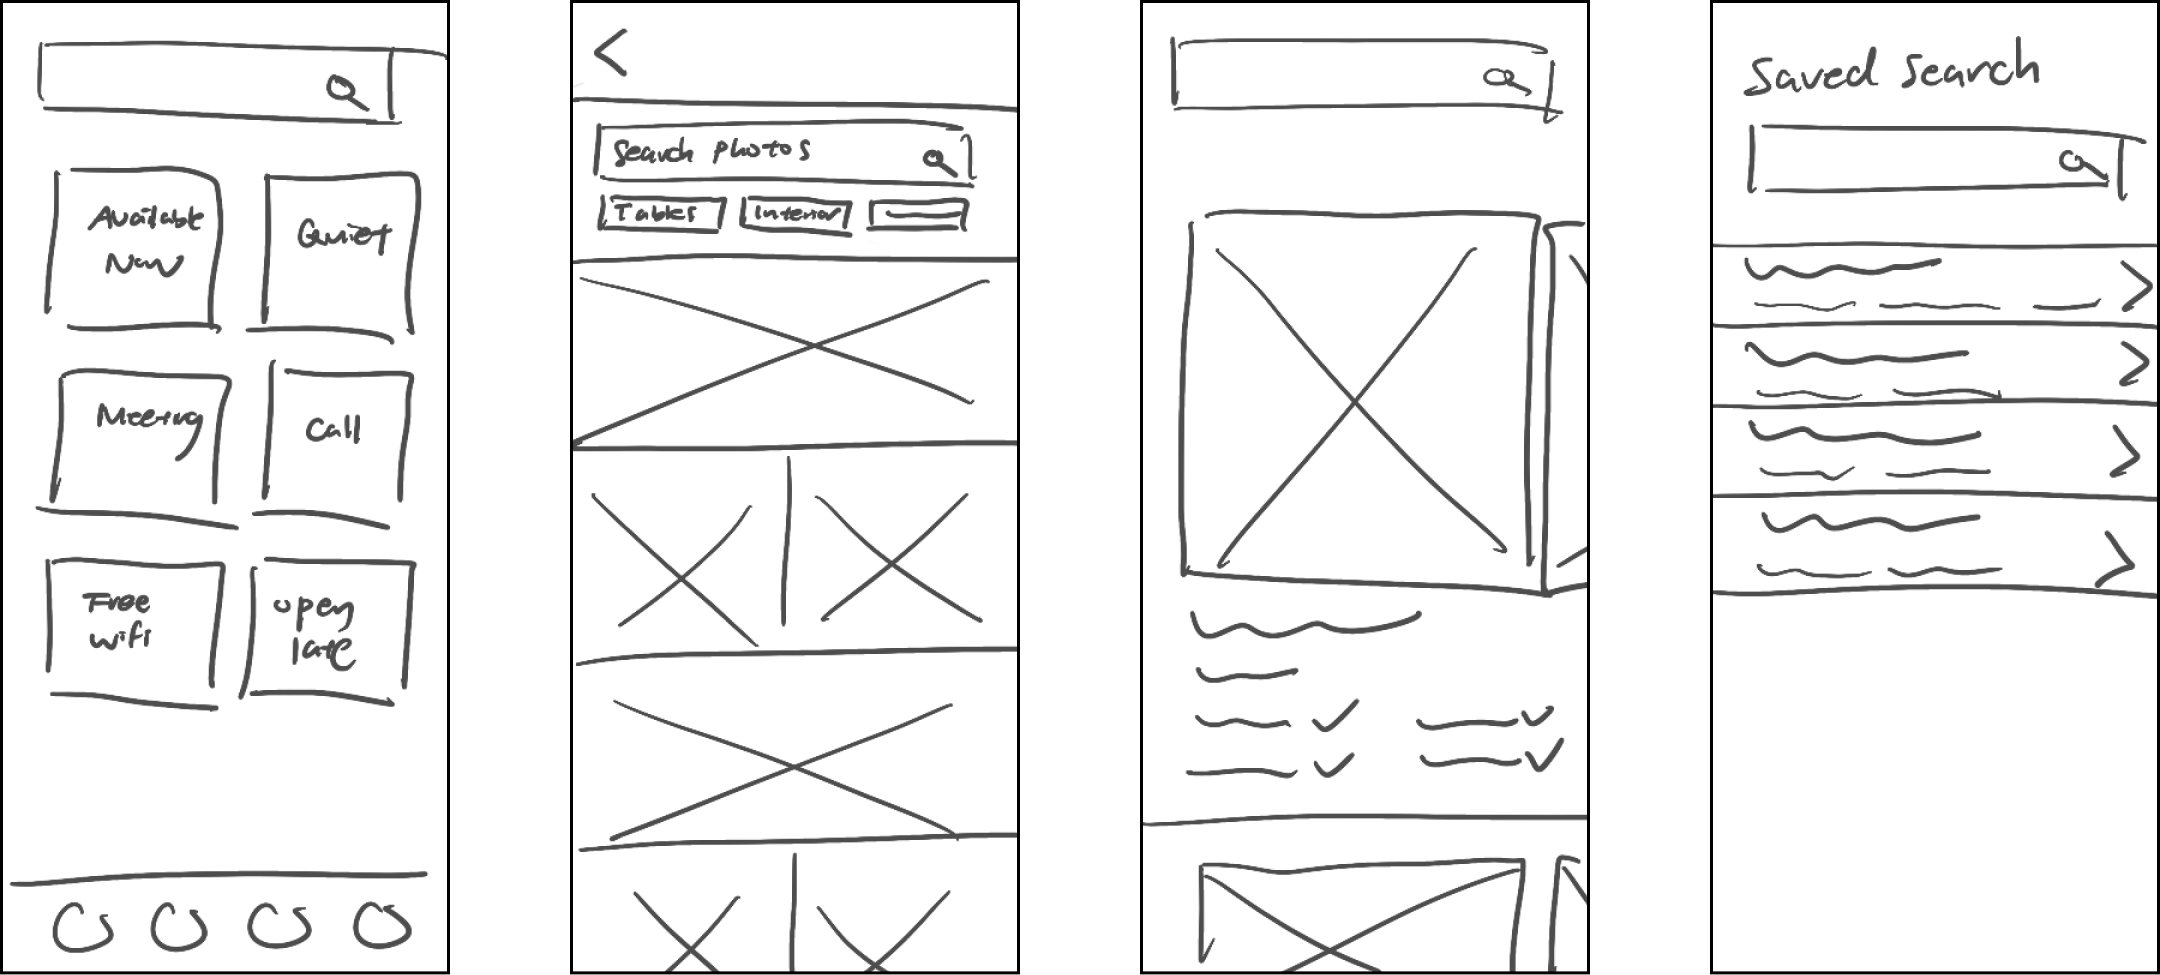 Available
Now
Quiet
Meeting
Call
Free
wifi
open
late
Search photos
Tables
Interior
Saved Search